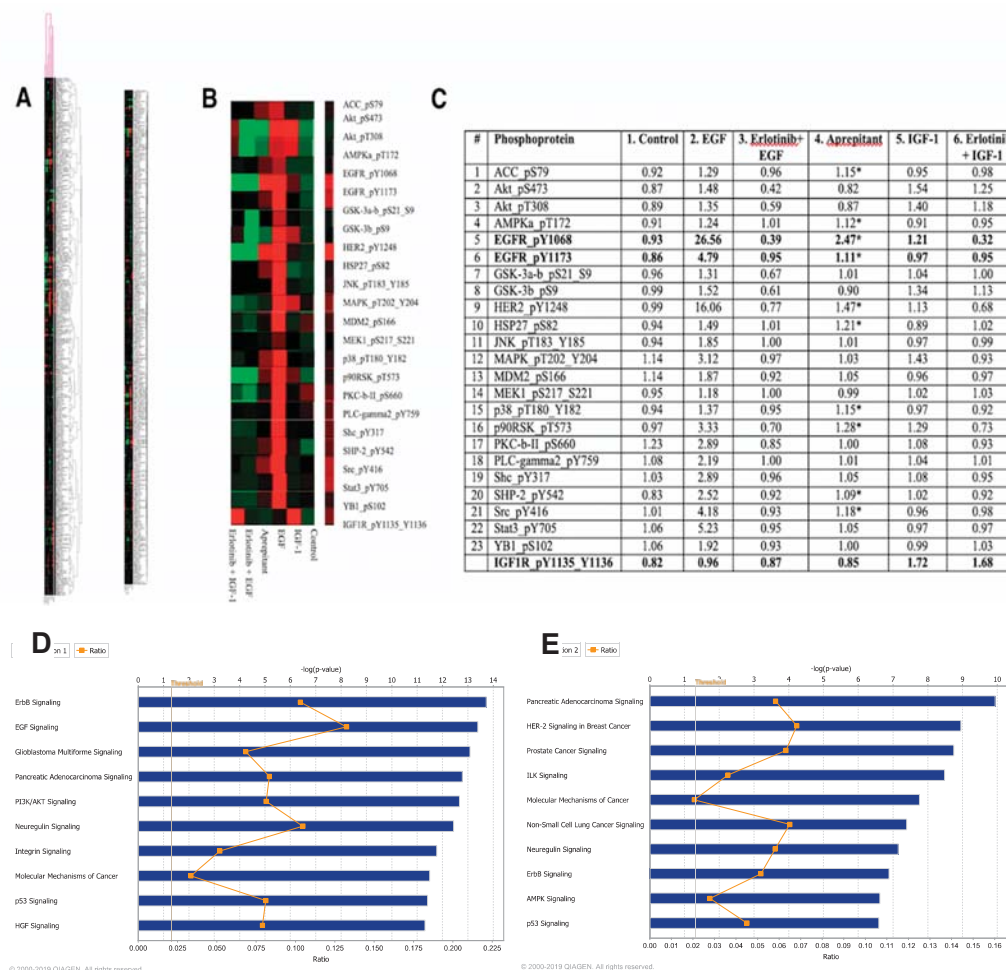 A
B
C
ACC_pS79
Akt_pS473
Akt_pT308
AMPKa_pT172
EGFR_pY1068
EGFR_pY1173
GSK-3a-b_pS21_S9
GSK-3b_pS9
HER2_pY1248
HSP27_pS82
JNK_pT183_Y185
MAPK_pT202_Y204
MDM2_pS166
MEK1_pS217_S221
p38_pT180_Y182
p90RSK_pT573
PKC-b-II_pS660
PLC-gamma2_pY759
Shc_pY317
SHP-2_pY542
Src_pY416
Stat3_pY705
YB1_pS102
IGF1R_pY1135_Y1136
Erlotinib + IGF-1
Erlotinib + EGF
Aprepitant
EGF
IGF-1
Control
# Phosphoprotein 1. Control 2. EGF 3. Erlotinib+ EGF 4. Aprepitant 5. IGF-1 6. Erlotini + IGF-1
1 ACC_pS79 0.92 1.29 0.96 1.15* 0.95 0.98
2 Akt_pS473 0.87 1.48 0.42 0.82 1.54 1.25
3 Akt_pT308 0.89 1.35 0.59 0.87 1.40 1.18
4 AMPKa_pT172 0.91 1.24 1.01 1.12* 0.91 0.95
5 EGFR_pY1068 0.93 26.56 0.39 2.47* 1.21 0.32
6 EGFR_pY1173 0.86 4.79 0.95 1.11* 0.97 0.95
7 GSK-3a-b_pS21_S9 0.96 1.31 0.67 1.01 1.04 1.00
8 GSK-3b_pS9 0.99 1.52 0.61 0.90 1.34 1.13
9 HER2_pY1248 0.99 16.06 0.77 1.47* 1.13 0.68
10 HSP27_pS82 0.94 1.49 1.01 1.21* 0.89 1.02
11 JNK_pT183_Y185 0.94 1.85 1.00 1.01 0.97 0.99
12 MAPK_pT202_Y204 1.14 3.12 0.97 1.03 1.43 0.93
13 MDM2_pS166 1.14 1.87 0.92 1.05 0.96 0.97
14 MEK1_pS217_S221 0.95 1.18 1.00 0.99 1.02 1.03
15 p38_pT180_Y182 0.94 1.37 0.95 1.15* 0.97 0.92
16 p90RSK_pT573 0.97 3.33 0.70 1.28* 1.29 0.73
17 PKC-b-II_pS660 1.23 2.89 0.85 1.00 1.08 0.93
18 PLC-gamma2_pY759 1.08 2.19 1.00 1.01 1.04 1.01
19 Shc_pY317 1.03 2.89 0.96 1.05 1.08 0.95
20 SHP-2_pY542 0.83 2.52 0.92 1.09* 1.02 0.92
21 Src_pY416 1.01 4.18 0.93 1.18* 0.96 0.98
22 Stat3_pY705 1.06 5.23 0.95 1.05 0.97 0.97
23 YB1_pS102 1.06 1.92 0.93 1.00 0.99 1.03
IGF1R_pY1135_Y1136 0.82 0.96 0.87 0.85 1.72 1.68
D
on 1 Ratio
-log(p-value)
0 1 2 3 4 5 6 7 8 9 10 11 12 13 14
Threshold
ErbB Signaling
EGF Signaling
Glioblastoma Multiforme Signaling
Pancreatic Adenocarcinoma Signaling
PI3K/AKT Signaling
Neuregulin Signaling
Integrin Signaling
Molecular Mechanisms of Cancer
p53 Signaling
HGF Signaling
0.000 0.025 0.050 0.075 0.100 0.125 0.150 0.175 0.200 0.225
Ratio
© 2000-2019 QIAGEN. All rights reserved.
E
ion 2 Ratio
-log(p-value)
0 1 2 3 4 5 6 7 8 9 10
Threshold
Pancreatic Adenocarcinoma Signaling
HER-2 Signaling in Breast Cancer
Prostate Cancer Signaling
ILK Signaling
Molecular Mechanisms of Cancer
Non-Small Cell Lung Cancer Signaling
Neuregulin Signaling
ErbB Signaling
AMPK Signaling
p53 Signaling
0.00 0.01 0.02 0.03 0.04 0.05 0.06 0.07 0.08 0.09 0.10 0.11 0.12 0.13 0.14 0.15 0.16
Ratio
© 2000-2019 QIAGEN. All rights reserved.